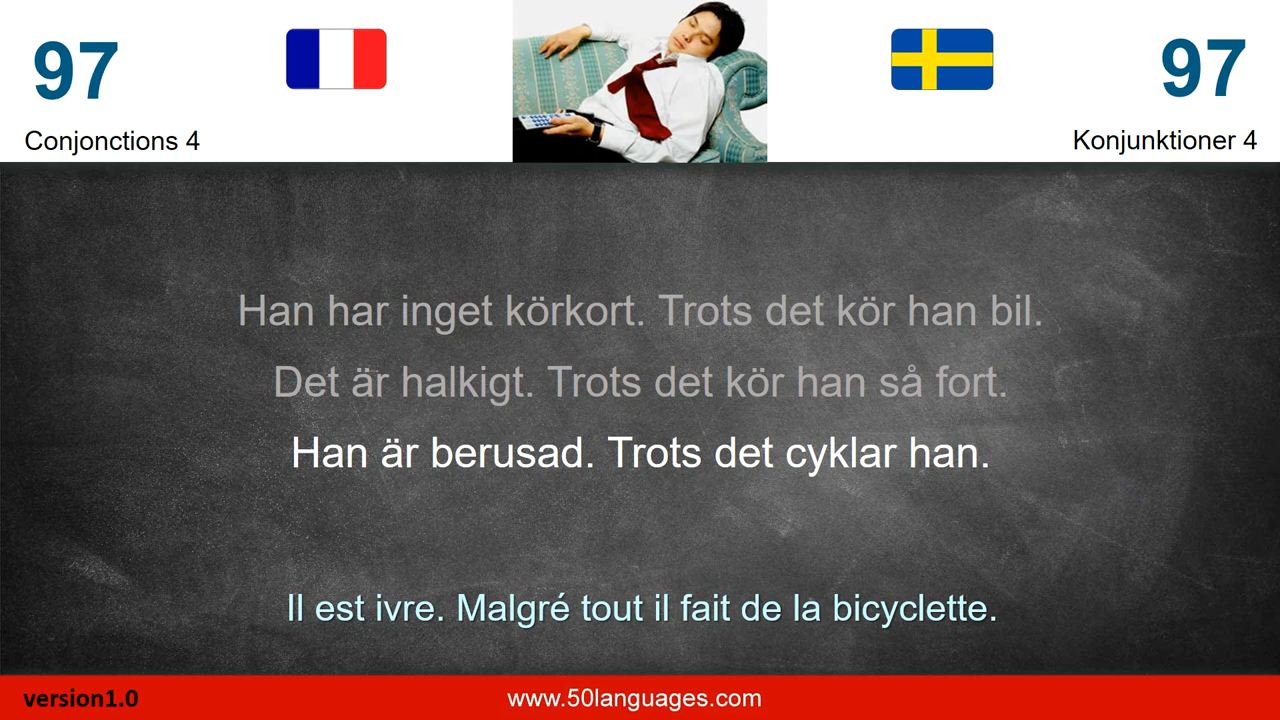 97
97
Conjonctions 4
Konjunktioner 4
Han har inget körkort. Trots det kör han bil.
Det är halkigt. Trots det kör han så fort.
Han är berusad. Trots det cyklar han.
Il est ivre. Malgré tout il fait de la bicyclette.
version1.0
www.50languages.com